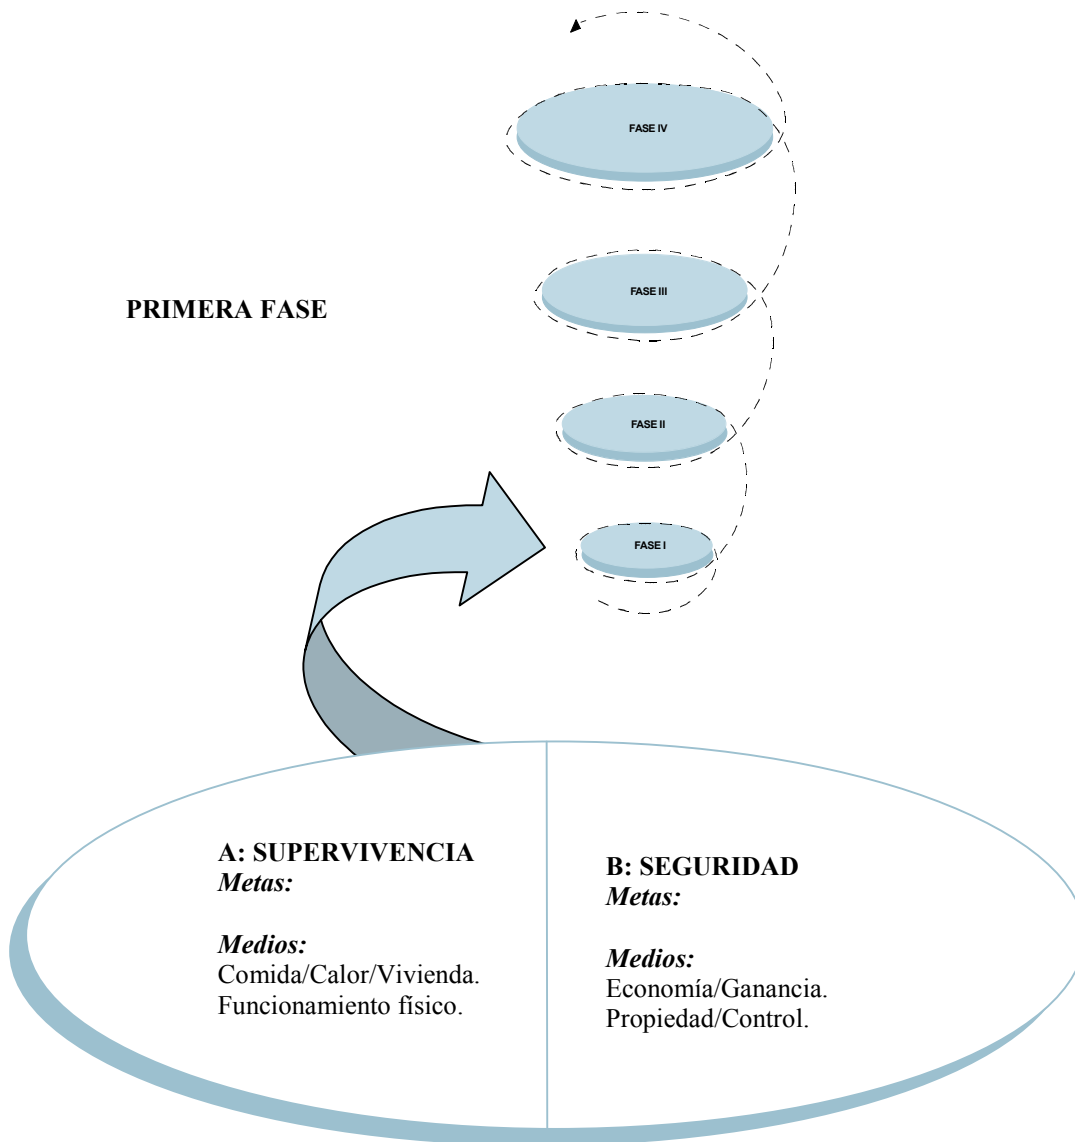 FASE IV
FASE III
PRIMERA FASE
FASE II
FASE I
A: SUPERVIVENCIA
Metas:
Medios:
Comida/Calor/Vivienda.
Funcionamiento físico.
B: SEGURIDAD
Metas:
Medios:
Economía/Ganancia.
Propiedad/Control.